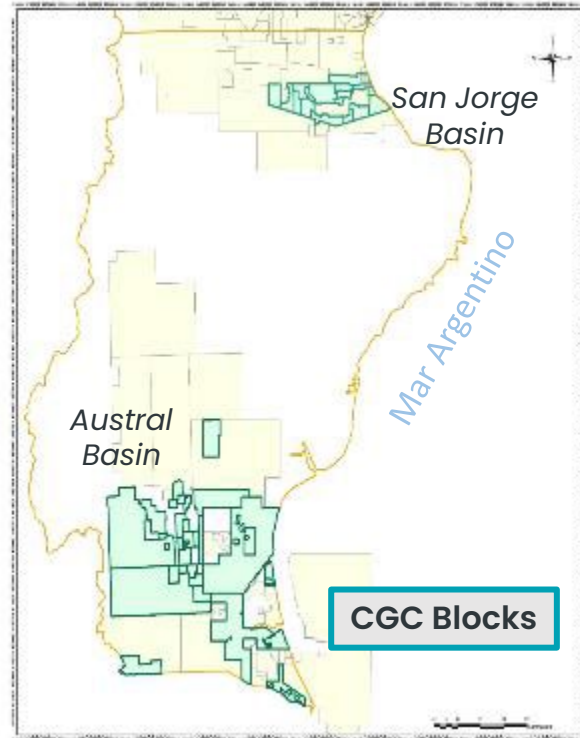 San Jorge
Basin
Mar Argentino
Austral
Basin
CGC Blocks